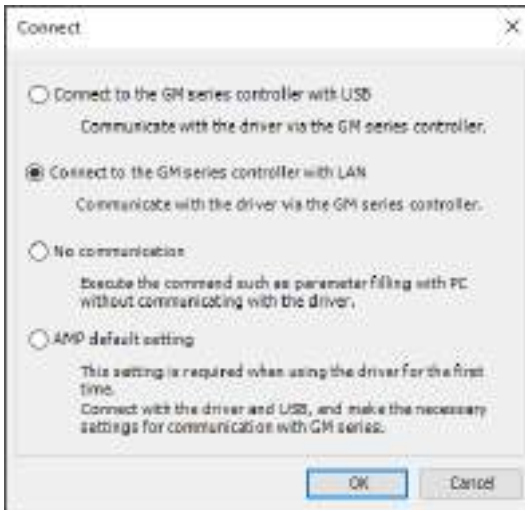 Connect
Connect to the GM series controller with USB
Communicate with the driver via the GM series controller.
Connect to the GM series controller with LAN
Communicate with the driver via the GM series controller.
No communication
Execute the command such as parameter filling with PC
without communicating with the driver.
AMP default setting
This setting is required when using the driver for the first
time.
Connect with the driver and USB, and make the necessary
settings for communication with GM series.
OK Cancel